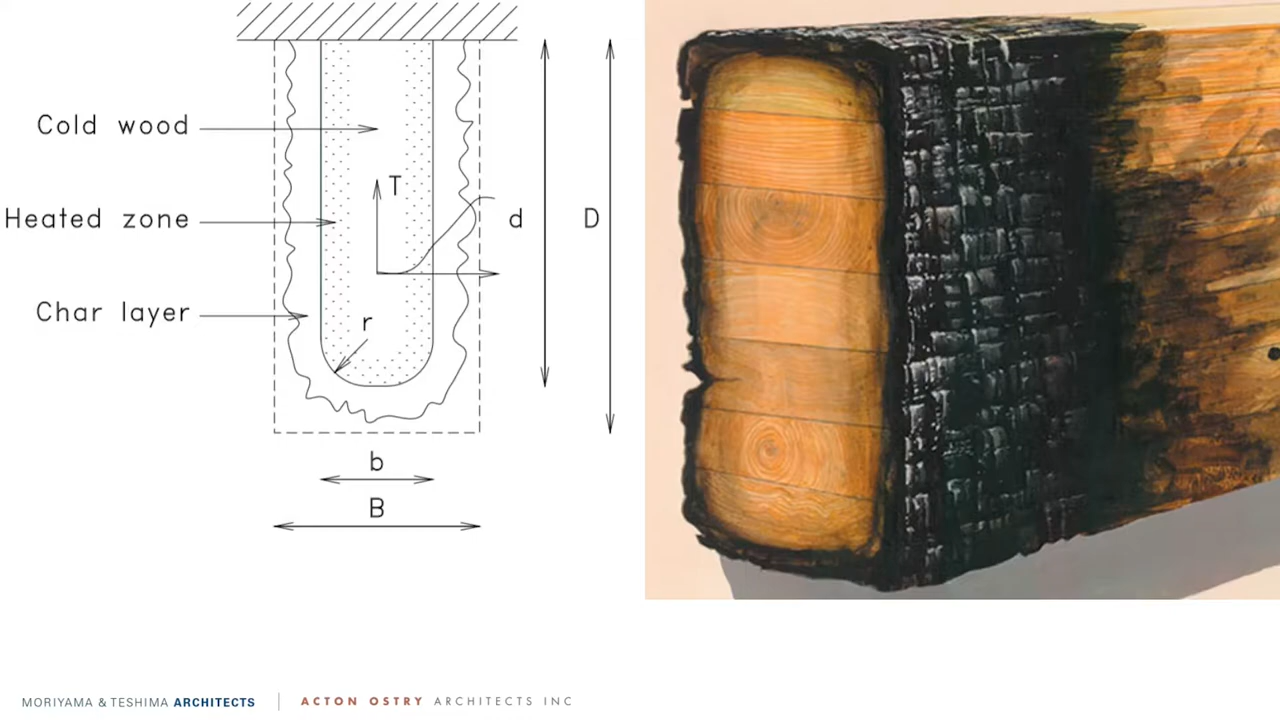 Cold wood
T
Heated zone
d
D
Char layer
r
b
B
MORIYAMA & TESHIMA ARCHITECTS
ACTON OSTRY ARCHITECTS INC